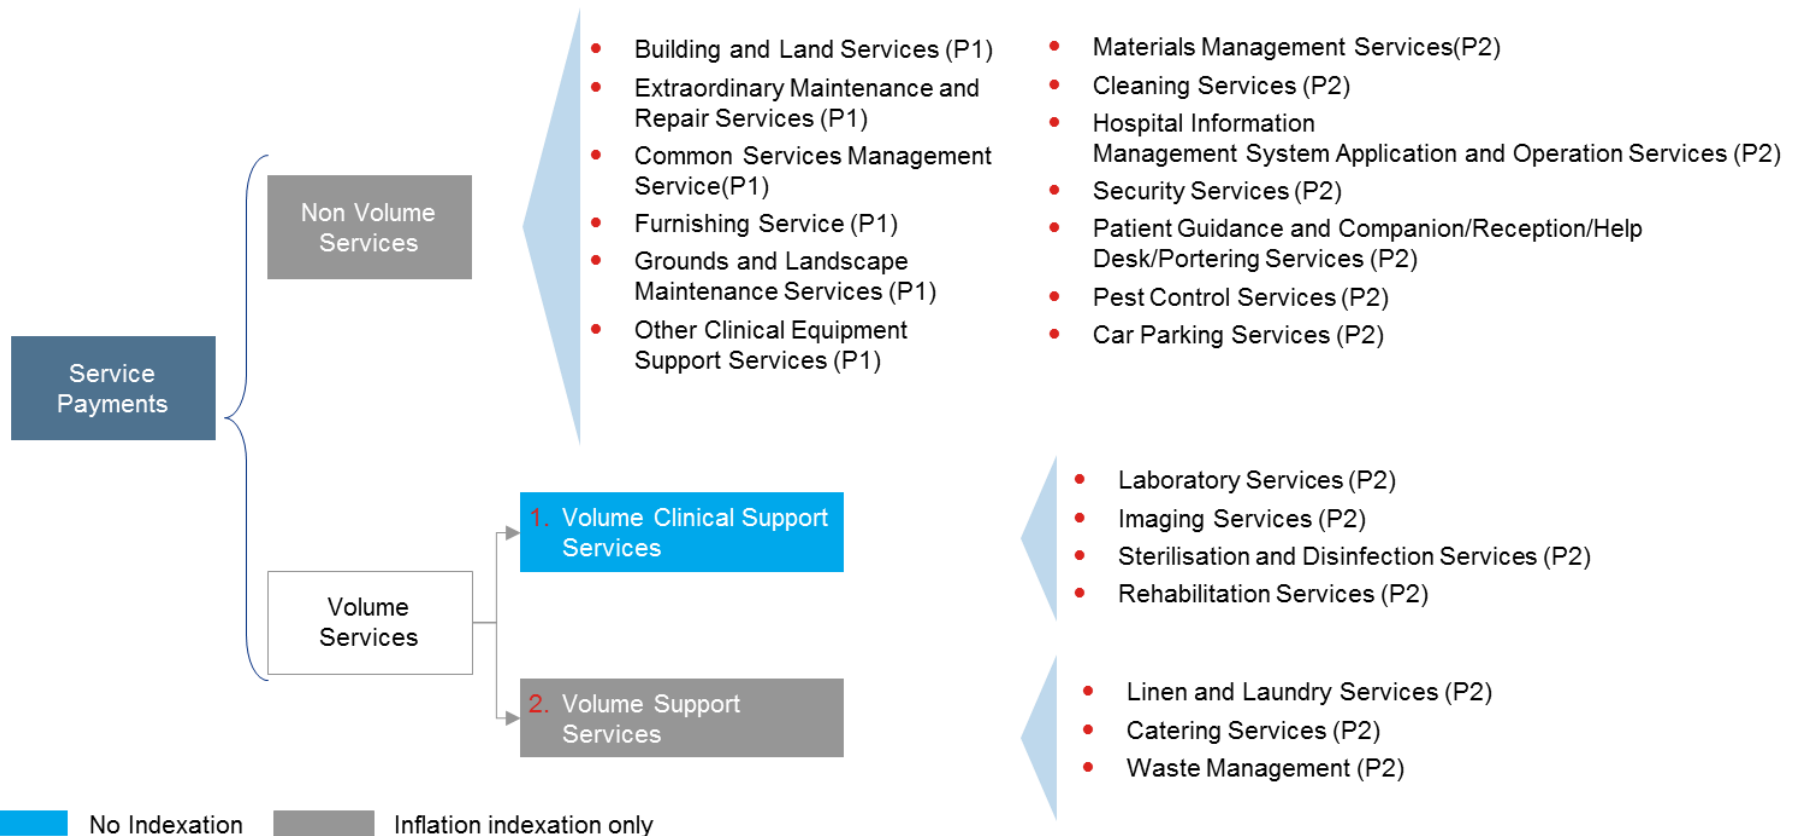 Service
Payments
Non Volume
Services
• Building and Land Services (P1)
• Extraordinary Maintenance and
Repair Services (P1)
• Common Services Management
Service(P1)
• Furnishing Service (P1)
• Grounds and Landscape
Maintenance Services (P1)
• Other Clinical Equipment
Support Services (P1)
• Materials Management Services(P2)
• Cleaning Services (P2)
• Hospital Information
Management System Application and Operation Services (P2)
• Security Services (P2)
• Patient Guidance and Companion/Reception/Help
Desk/Portering Services (P2)
• Pest Control Services (P2)
• Car Parking Services (P2)
Volume
Services
1. Volume Clinical Support
Services
• Laboratory Services (P2)
• Imaging Services (P2)
• Sterilisation and Disinfection Services (P2)
• Rehabilitation Services (P2)
2. Volume Support
Services
• Linen and Laundry Services (P2)
• Catering Services (P2)
• Waste Management (P2)
No Indexation
Inflation indexation only